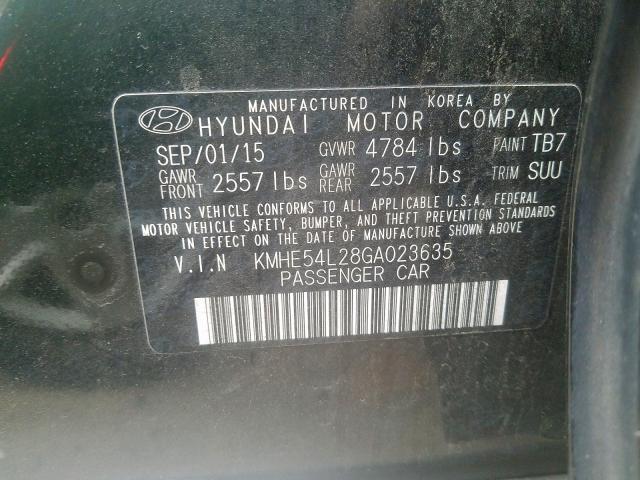 MANUFACTURED IN KOREA BY
HYUNDAI MOTOR COMPANY
SEP/01/15 GVWR 4784 lbs PAINT TB7
GAWR FRONT 2557 lbs GAWR REAR 2557 lbs TRIM SUU
THIS VEHICLE CONFORMS TO ALL APPLICABLE U.S.A. FEDERAL
MOTOR VEHICLE SAFETY, BUMPER, AND THEFT PREVENTION STANDARDS
IN EFFECT ON THE DATE OF MANUFACTURE SHOWN ABOVE.
V.I.N KMHE54L28GA023635
PASSENGER CAR